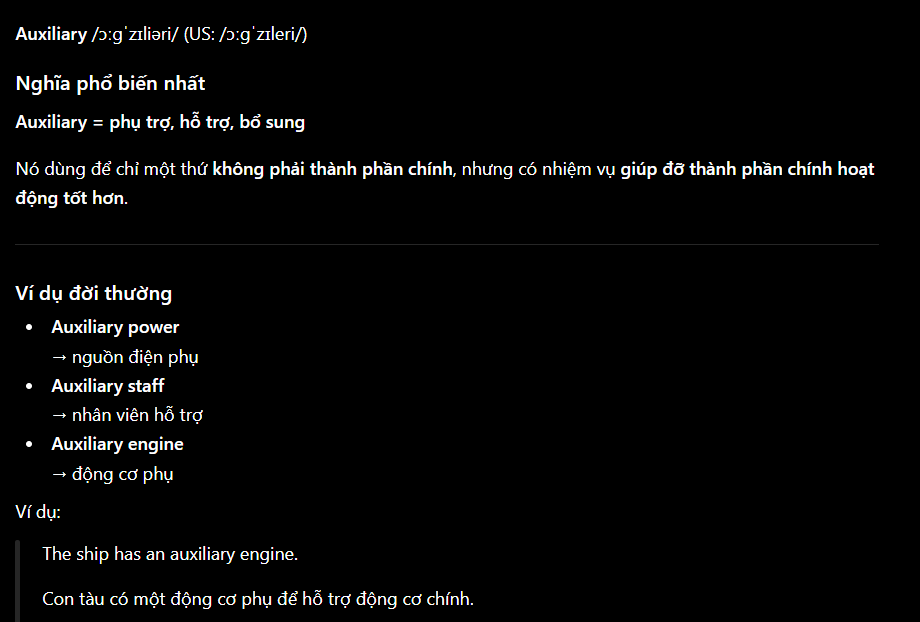 Auxiliary /ɔːɡˈzɪliəri/ (US: /ɔːɡˈzɪleri/)
Nghĩa phổ biến nhất
Auxiliary = phụ trợ, hỗ trợ, bổ sung
Nó dùng để chỉ một thứ không phải thành phần chính, nhưng có nhiệm vụ giúp đỡ thành phần chính hoạt
động tốt hơn.
Ví dụ đời thường
• Auxiliary power
→ nguồn điện phụ
• Auxiliary staff
→ nhân viên hỗ trợ
• Auxiliary engine
→ động cơ phụ
Ví dụ:
The ship has an auxiliary engine.
Con tàu có một động cơ phụ để hỗ trợ động cơ chính.